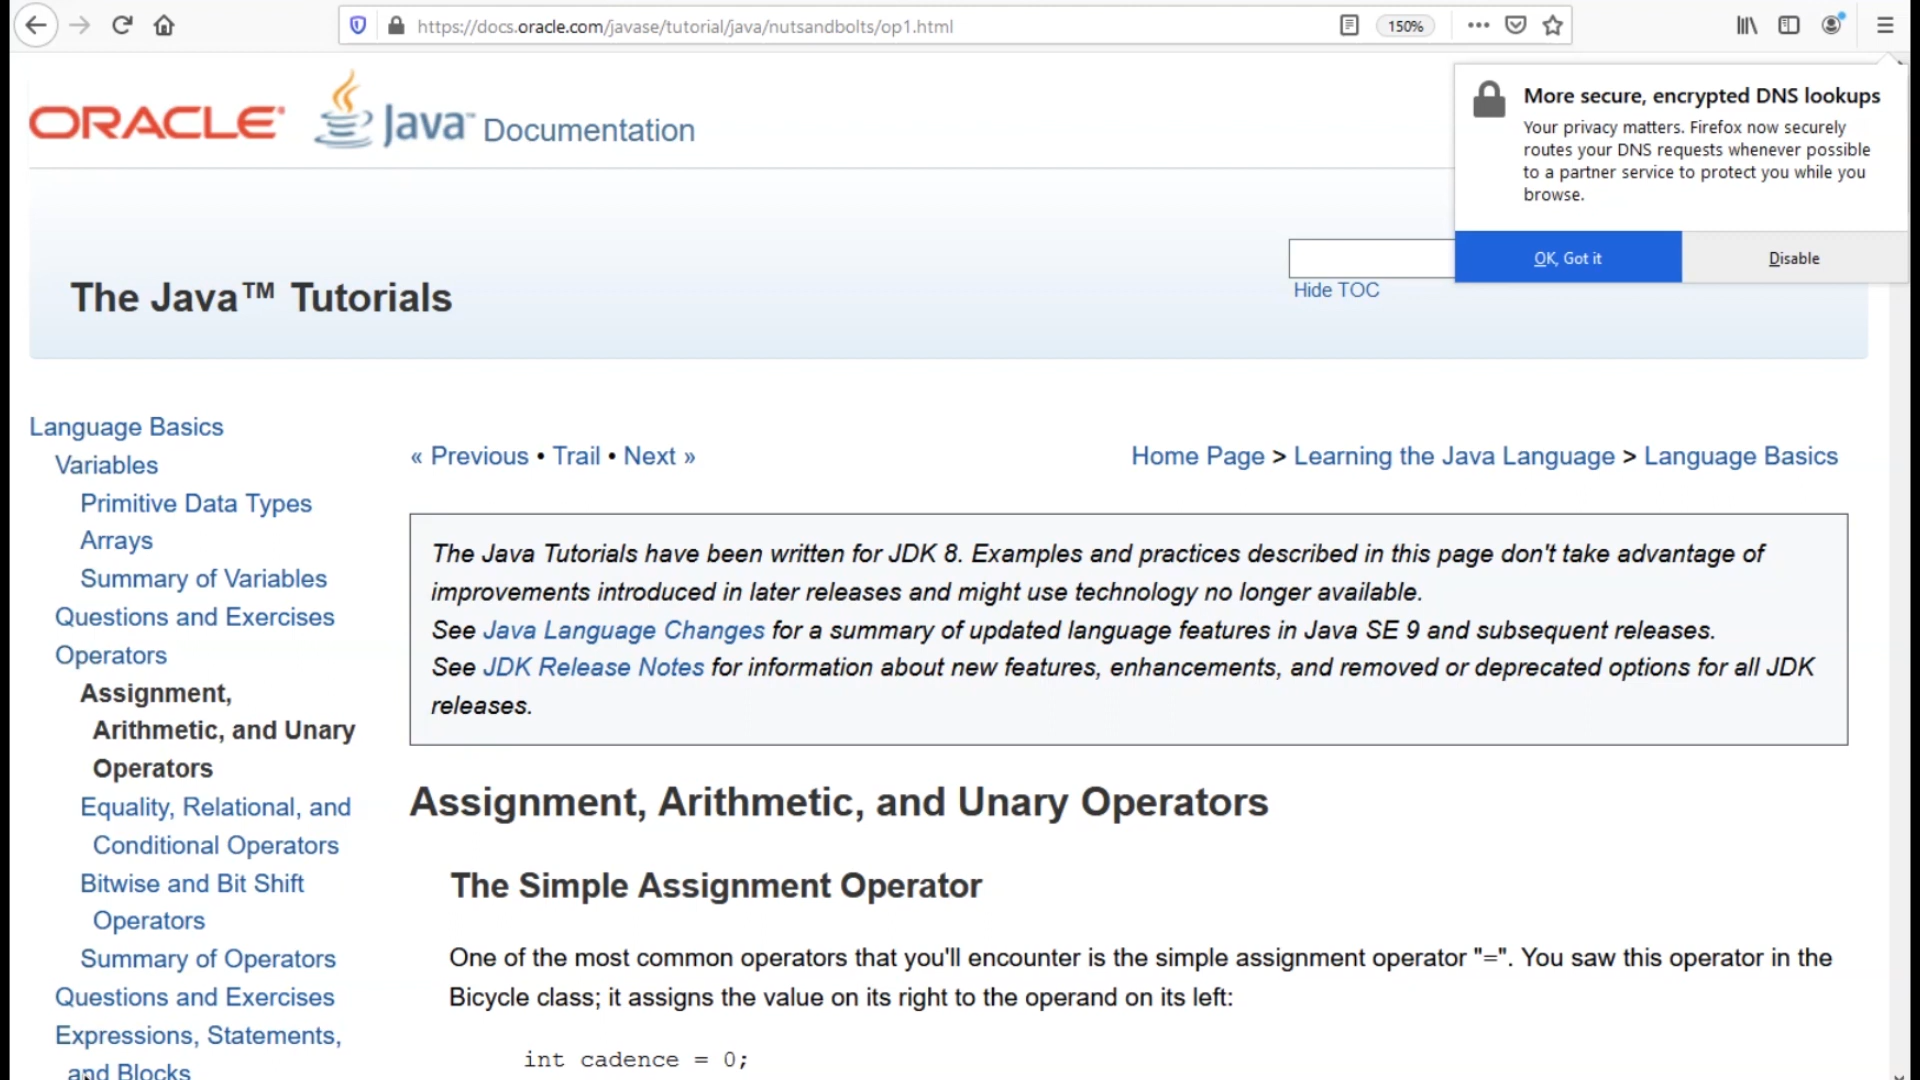 https://docs.oracle.com/javase/tutorial/java/nutsandbolts/op1.html
150%
ORACLE Java™ Documentation
More secure, encrypted DNS lookups
Your privacy matters. Firefox now securely
routes your DNS requests whenever possible
to a partner service to protect you while you
browse.
OK, Got it
Disable
The Java™ Tutorials
Hide TOC
Language Basics
Variables
Primitive Data Types
Arrays
Summary of Variables
Questions and Exercises
Operators
Assignment,
Arithmetic, and Unary
Operators
Equality, Relational, and
Conditional Operators
Bitwise and Bit Shift
Operators
Summary of Operators
Questions and Exercises
Expressions, Statements,
and Blocks
« Previous • Trail • Next »
Home Page > Learning the Java Language > Language Basics
The Java Tutorials have been written for JDK 8. Examples and practices described in this page don't take advantage of
improvements introduced in later releases and might use technology no longer available.
See Java Language Changes for a summary of updated language features in Java SE 9 and subsequent releases.
See JDK Release Notes for information about new features, enhancements, and removed or deprecated options for all JDK
releases.
Assignment, Arithmetic, and Unary Operators
The Simple Assignment Operator
One of the most common operators that you'll encounter is the simple assignment operator "=". You saw this operator in the
Bicycle class; it assigns the value on its right to the operand on its left:
int cadence = 0;